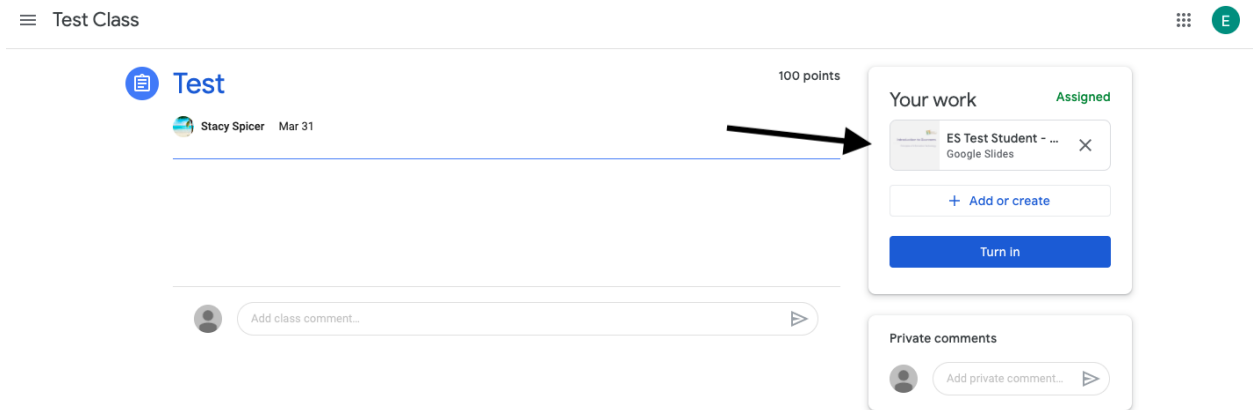 Test Class
E
Test
100 points
Stacy Spicer Mar 31
Add class comment...
Your work
Assigned
ES Test Student - ...
Google Slides
+ Add or create
Turn in
Private comments
Add private comment...